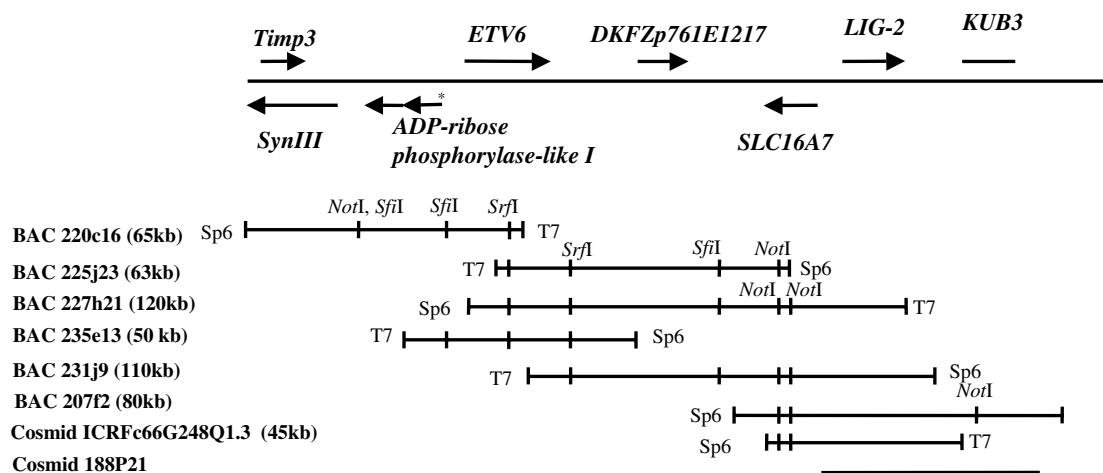 Timp3 ETV6 DKFZp761E1217 LIG-2 KUB3
*
SynIII ADP-ribose phosphorylase-like I SLC16A7
NotI, SfiI SfiI SrfI
BAC 220c16 (65kb) Sp6 T7
SrfI SfiI NotI
BAC 225j23 (63kb) T7 Sp6
NotI NotI
BAC 227h21 (120kb) Sp6 T7
BAC 235e13 (50 kb) T7 Sp6
BAC 231j9 (110kb) T7 Sp6
NotI
BAC 207f2 (80kb) Sp6
Cosmid ICRFc66G248Q1.3 (45kb) Sp6 T7
Cosmid 188P21